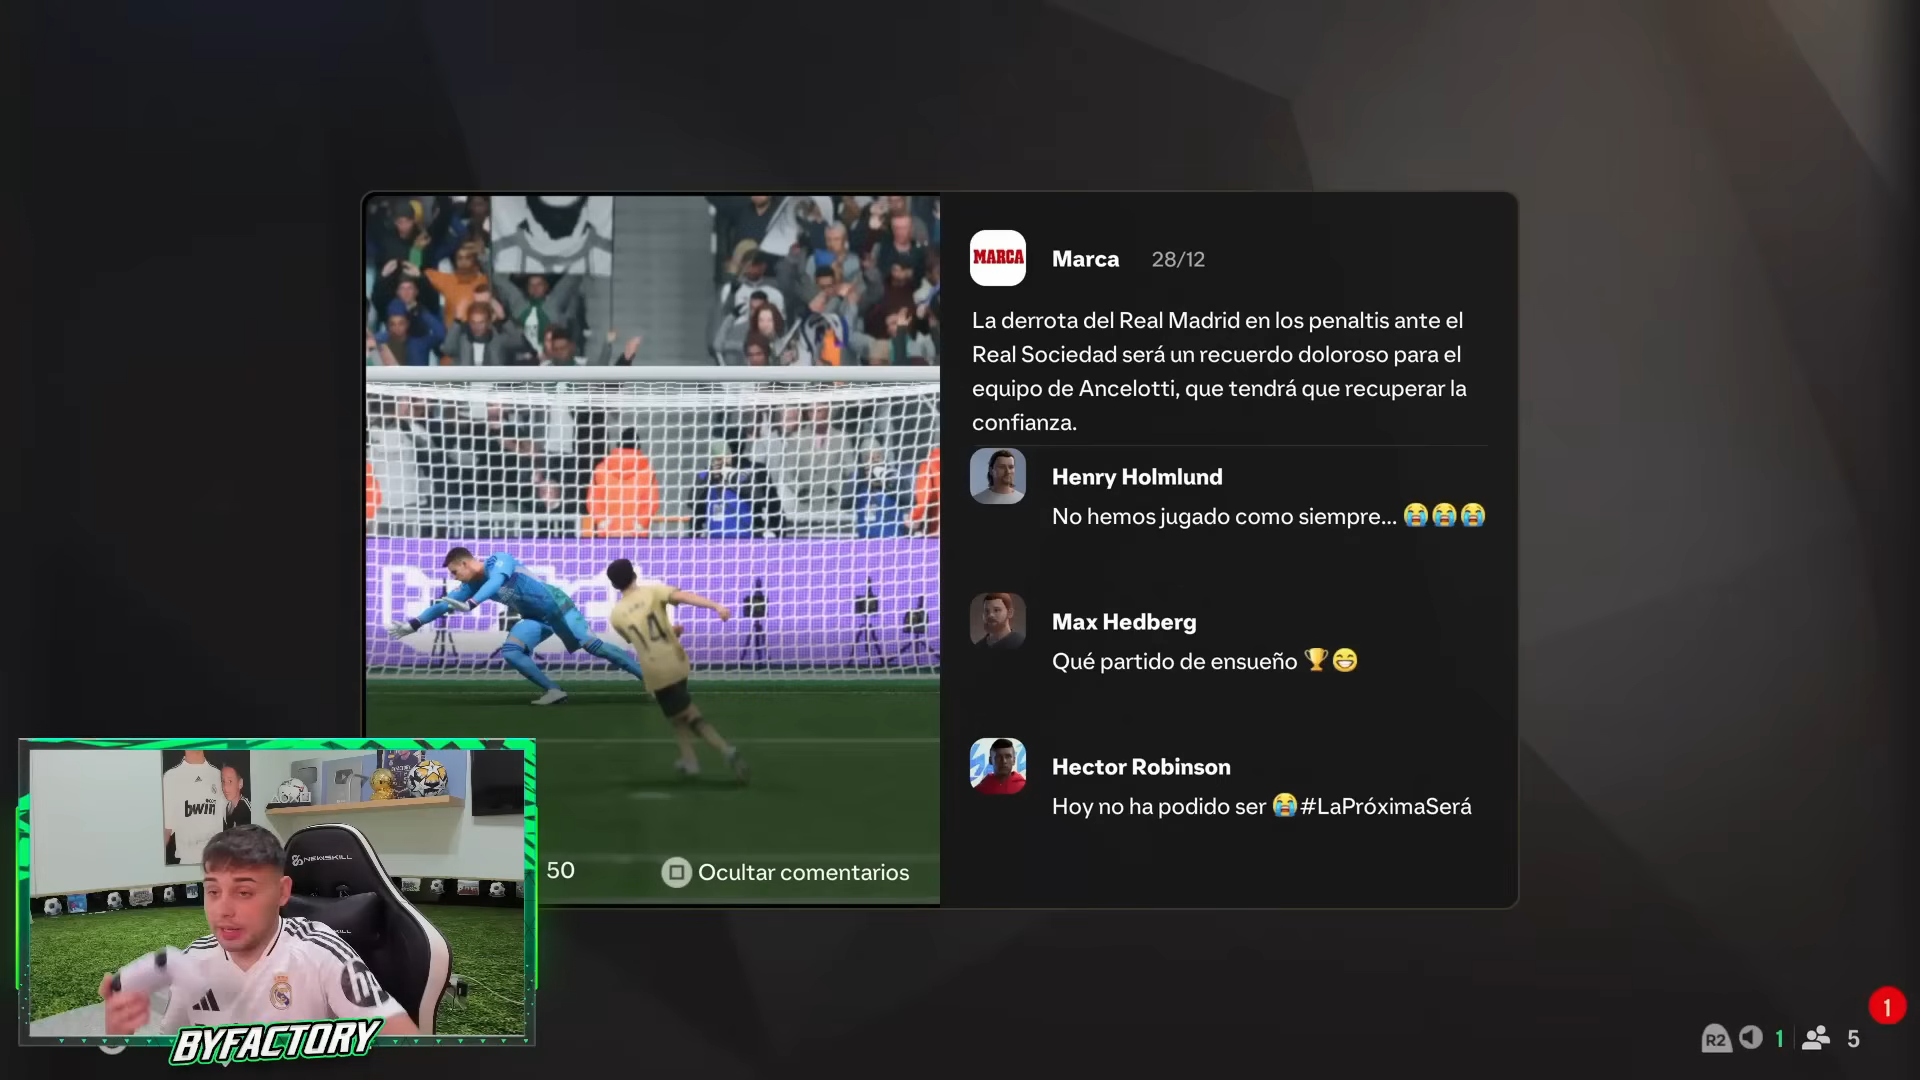 MARCA
Marca 28/12
La derrota del Real Madrid en los penaltis ante el
Real Sociedad será un recuerdo doloroso para el
equipo de Ancelotti, que tendrá que recuperar la
confianza.
Henry Holmlund
No hemos jugado como siempre... 😭😭😭
Max Hedberg
Qué partido de ensueño 🏆😁
Hector Robinson
Hoy no ha podido ser 😭#LaPróximaSerá
14
50 Ocultar comentarios
bwin
NEWSKILL
hp
BYFACTORY
1
R2 1 5